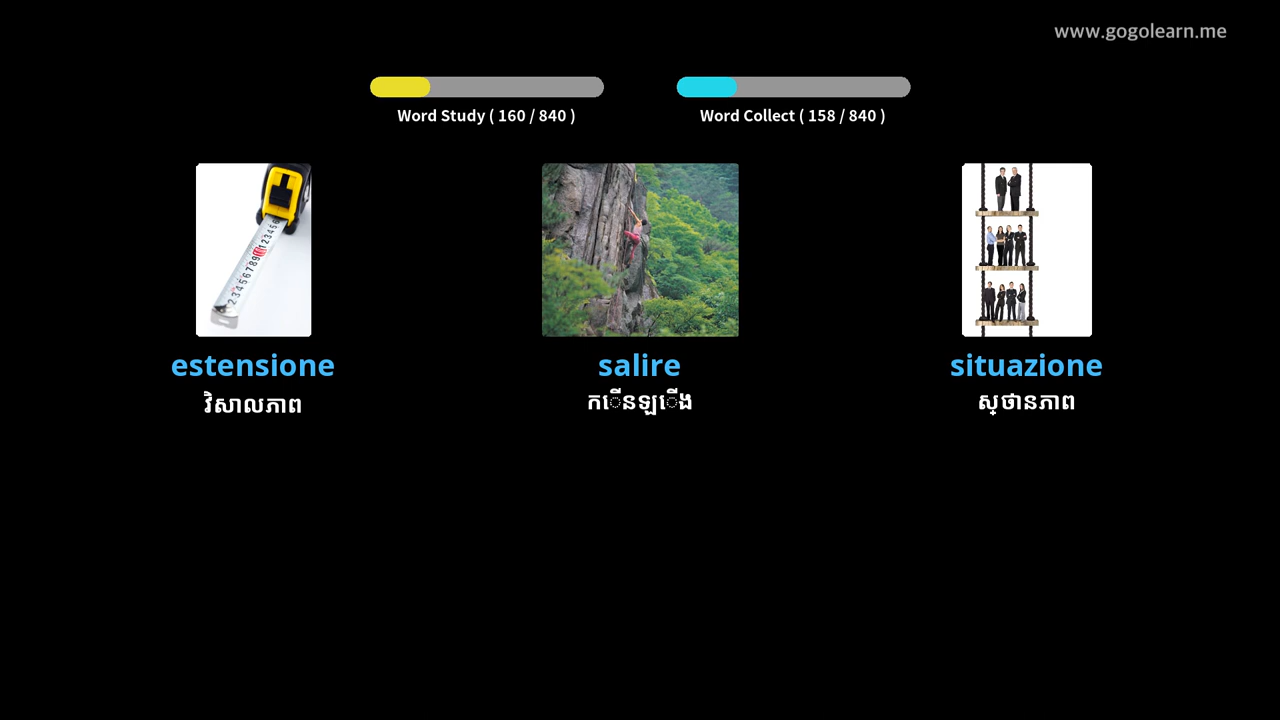 www.gogolearn.me
Word Study ( 160 / 840 )
Word Collect ( 158 / 840 )
estensione
salire
situazione
វិសាលភាព
កើនឡើង
ស្ថានភាព